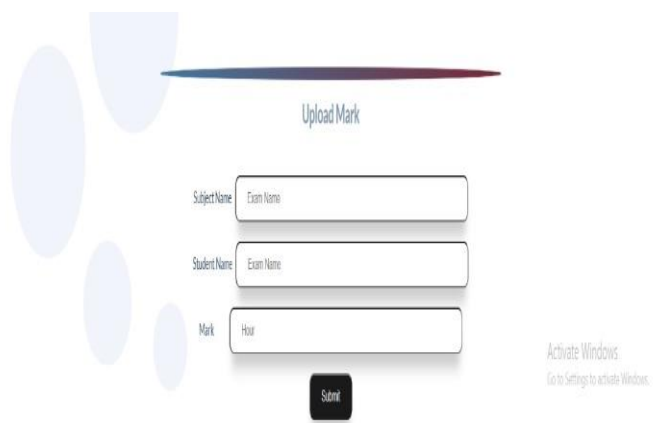 Upload Mark
Subject Name Exam Name
Student Name Exam Name
Mark Hour
Submit
Activate Windows
Go to Settings to activate Windows.